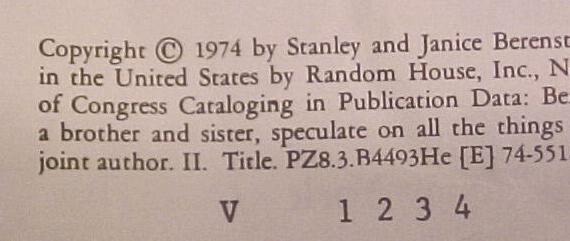 Copyright © 1974 by Stanley and Janice Berenst
in the United States by Random House, Inc., N
of Congress Cataloging in Publication Data: Be
a brother and sister, speculate on all the things
joint author. II. Title. PZ8.3.B4493He [E] 74-551
V 1 2 3 4